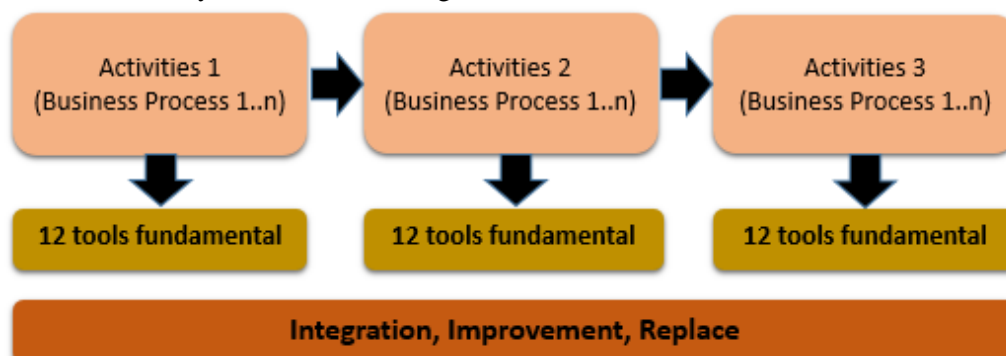 Activities 1
(Business Process 1..n)
Activities 2
(Business Process 1..n)
Activities 3
(Business Process 1..n)
12 tools fundamental
12 tools fundamental
12 tools fundamental
Integration, Improvement, Replace